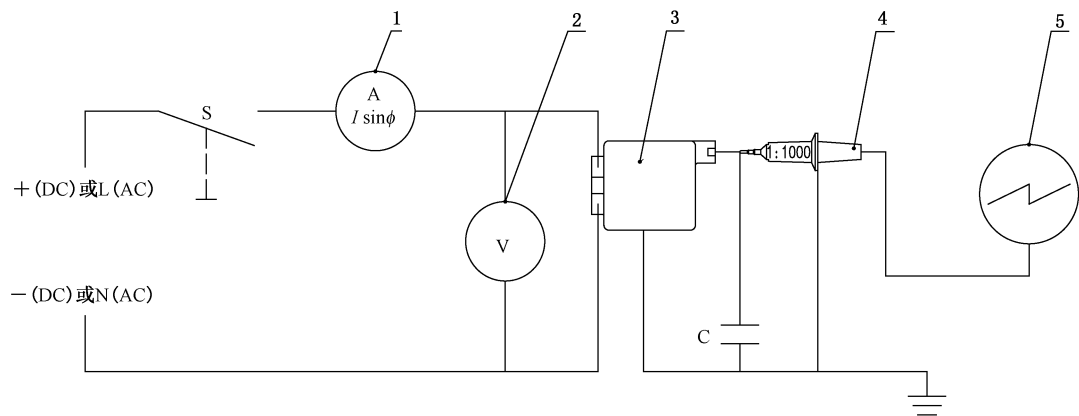 1
2
3
4
5
A
I sinϕ
S
1:1000
+(DC)或L(AC)
V
−(DC)或N(AC)
C